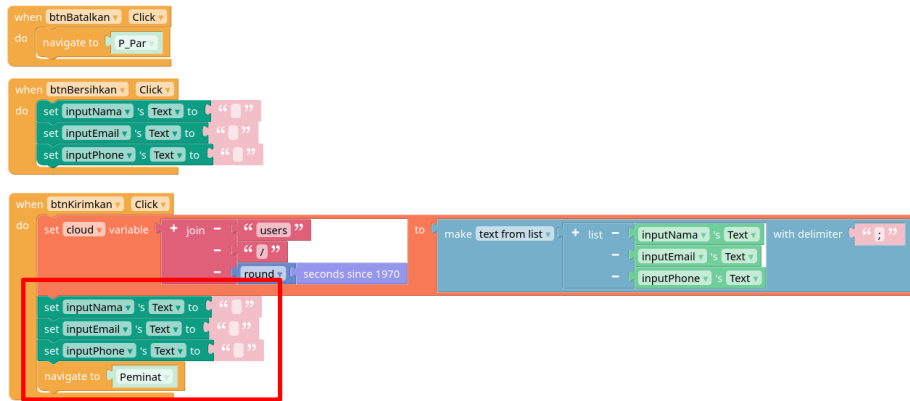 when btnBatalkan Click
do navigate to P_Par
when btnBersihkan Click
do set inputNama 's Text to “ ”
set inputEmail 's Text to “ ”
set inputPhone 's Text to “ ”
when btnKirimkan Click
do set cloud variable + join − “ users ” to make text from list + list − inputNama 's Text with delimiter “ ; ”
− “ / ” − inputEmail 's Text
− round seconds since 1970 − inputPhone 's Text
set inputNama 's Text to “ ”
set inputEmail 's Text to “ ”
set inputPhone 's Text to “ ”
navigate to Peminat